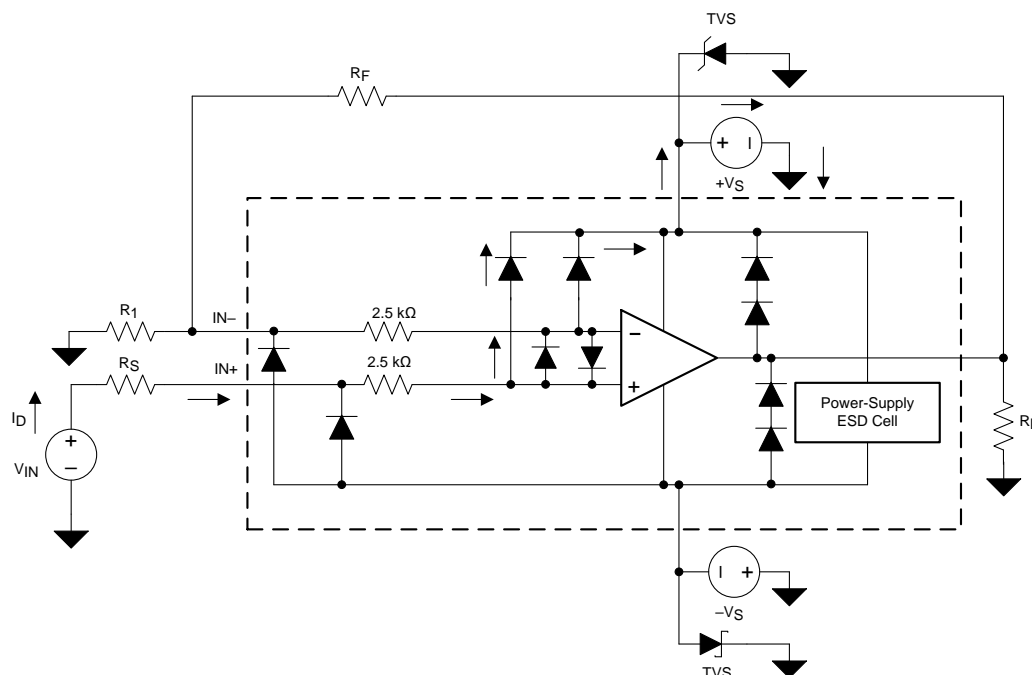 TVS
RF
+ I
+VS
R1
IN–
2.5 kΩ
–
RS
IN+
2.5 kΩ
+
ID
+
VIN
–
Power-Supply
ESD Cell
I +
–VS
TVS